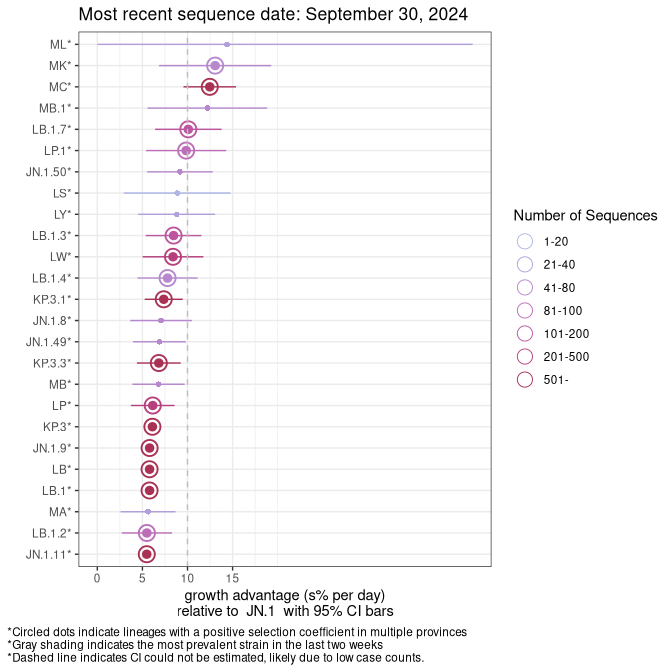 Most recent sequence date: September 30, 2024
ML*
MK*
MC*
MB.1*
LB.1.7*
LP.1*
JN.1.50*
LS*
LY*
LB.1.3*
LW*
LB.1.4*
KP.3.1*
JN.1.8*
JN.1.49*
KP.3.3*
MB*
LP*
KP.3*
JN.1.9*
LB*
LB.1*
MA*
LB.1.2*
JN.1.11*
0 5 10 15
growth advantage (s% per day)
relative to JN.1 with 95% CI bars
Number of Sequences
1-20
21-40
41-80
81-100
101-200
201-500
501-
*Circled dots indicate lineages with a positive selection coefficient in multiple provinces
*Gray shading indicates the most prevalent strain in the last two weeks
*Dashed line indicates CI could not be estimated, likely due to low case counts.